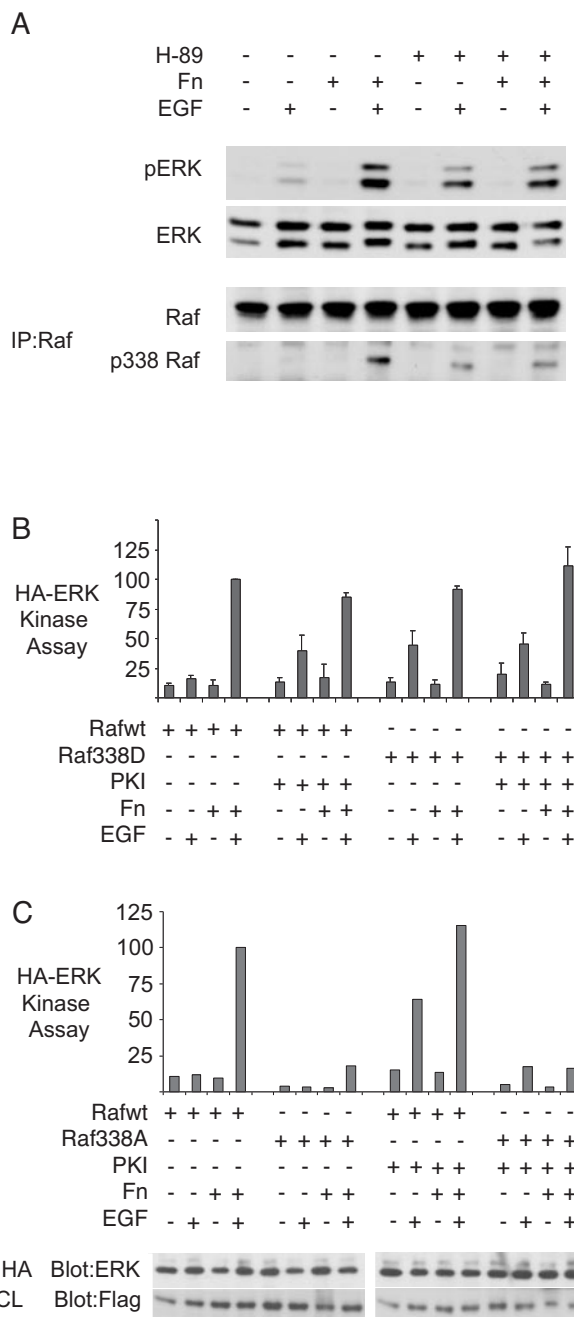 A
H-89 - - - - + + + +
Fn - - + + - - + +
EGF - + - + - + - +
pERK
ERK
Raf
IP:Raf
p338 Raf
B
125
100
75
50
25
HA-ERK
Kinase
Assay
Rafwt + + + + + + + + - - - - - - - -
Raf338D - - - - - - - - + + + + + + + +
PKI - - - - + + + + - - - - + + + +
Fn - - + + - - + + - - + + - - + +
EGF - + - + - + - + - + - + - + - +
C
125
100
75
50
25
HA-ERK
Kinase
Assay
Rafwt + + + + - - - - + + + + - - - -
Raf338A - - - - + + + + - - - - + + + +
PKI - - - - - - - - + + + + + + + +
Fn - - + + - - + + - - + + - - + +
EGF - + - + - + - + - + - + - + - +
HA Blot:ERK
CL Blot:Flag